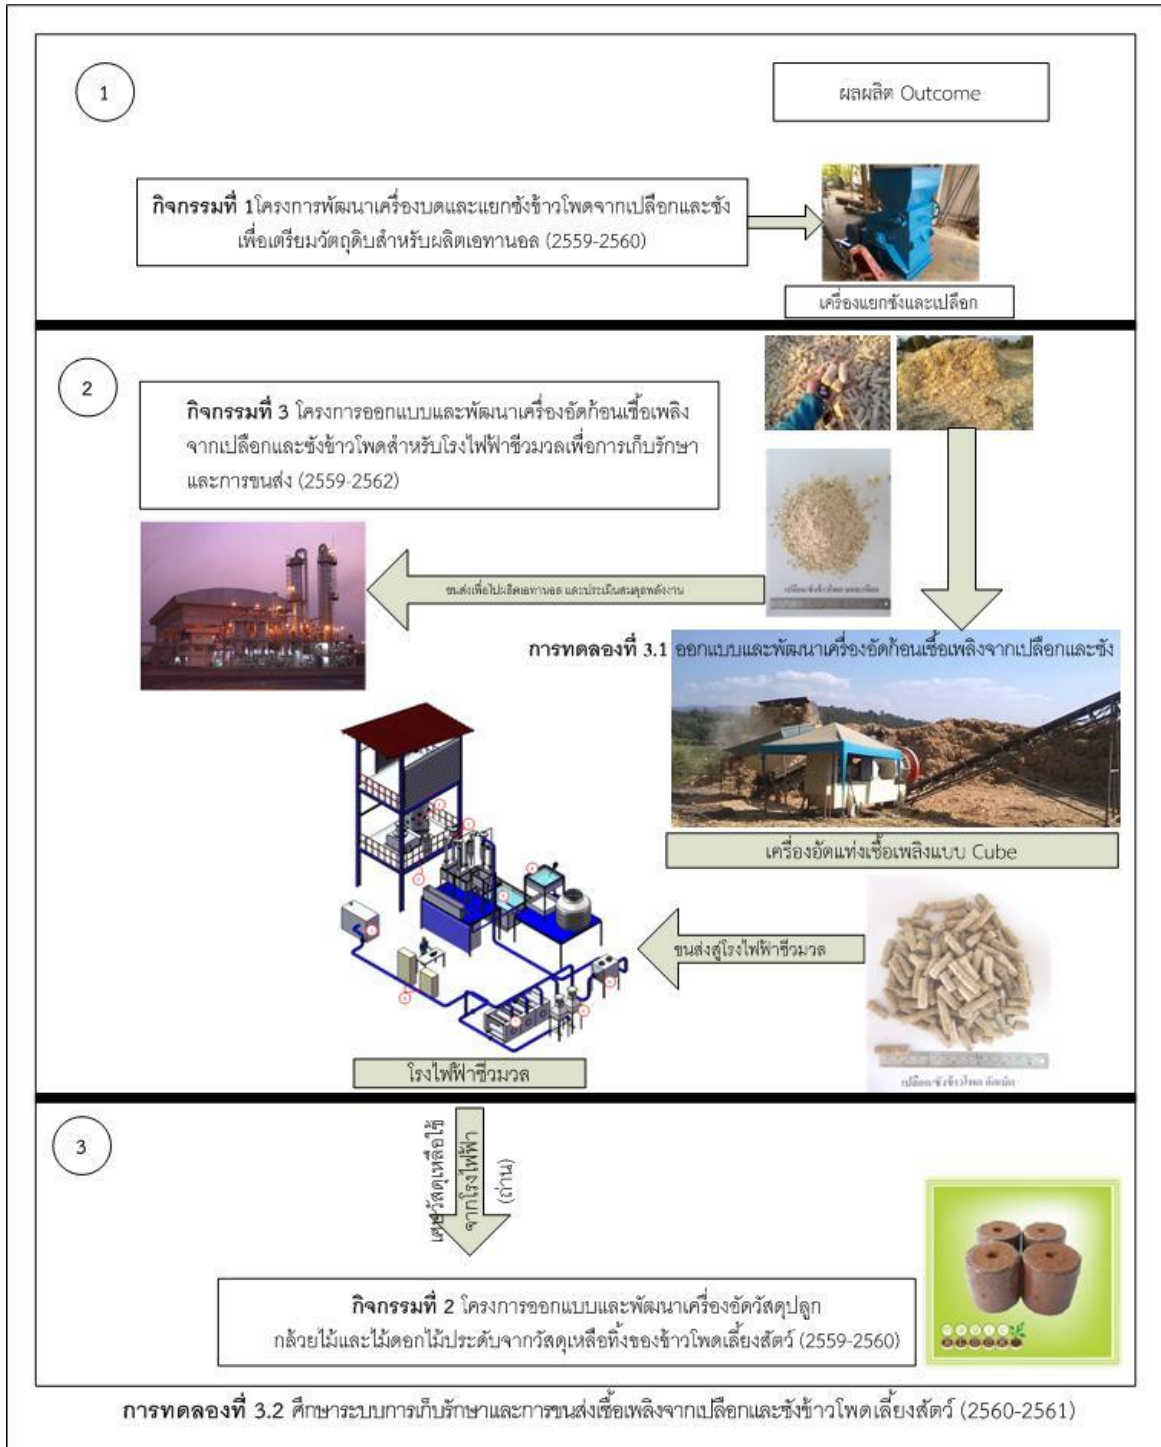 1
ผลผลิต Outcome
กิจกรรมที่ 1โครงการพัฒนาเครื่องบดและแยกซังข้าวโพดจากเปลือกและซัง
เพื่อเตรียมวัตถุดิบสำหรับผลิตเอทานอล (2559-2560)
เครื่องแยกซังและเปลือก
2
กิจกรรมที่ 3 โครงการออกแบบและพัฒนาเครื่องอัดก้อนเชื้อเพลิง
จากเปลือกและซังข้าวโพดสำหรับโรงไฟฟ้าชีวมวลเพื่อการเก็บรักษา
และการขนส่ง (2559-2562)
ขนส่งเพื่อไปผลิตเอทานอล และประเมินสมดุลพลังงาน
การทดลองที่ 3.1 ออกแบบและพัฒนาเครื่องอัดก้อนเชื้อเพลิงจากเปลือกและซัง
เครื่องอัดแท่งเชื้อเพลิงแบบ Cube
ขนส่งสู่โรงไฟฟ้าชีวมวล
เปลือก/ซังข้าวโพด อัดเม็ด
โรงไฟฟ้าชีวมวล
3
เศษวัสดุเหลือใช้
จากโรงไฟฟ้า
(ถ่าน)
กิจกรรมที่ 2 โครงการออกแบบและพัฒนาเครื่องอัดวัสดุปลูก
กล้วยไม้และไม้ดอกไม้ประดับจากวัสดุเหลือทิ้งของข้าวโพดเลี้ยงสัตว์ (2559-2560)
การทดลองที่ 3.2 ศึกษาระบบการเก็บรักษาและการขนส่งเชื้อเพลิงจากเปลือกและซังข้าวโพดเลี้ยงสัตว์ (2560-2561)